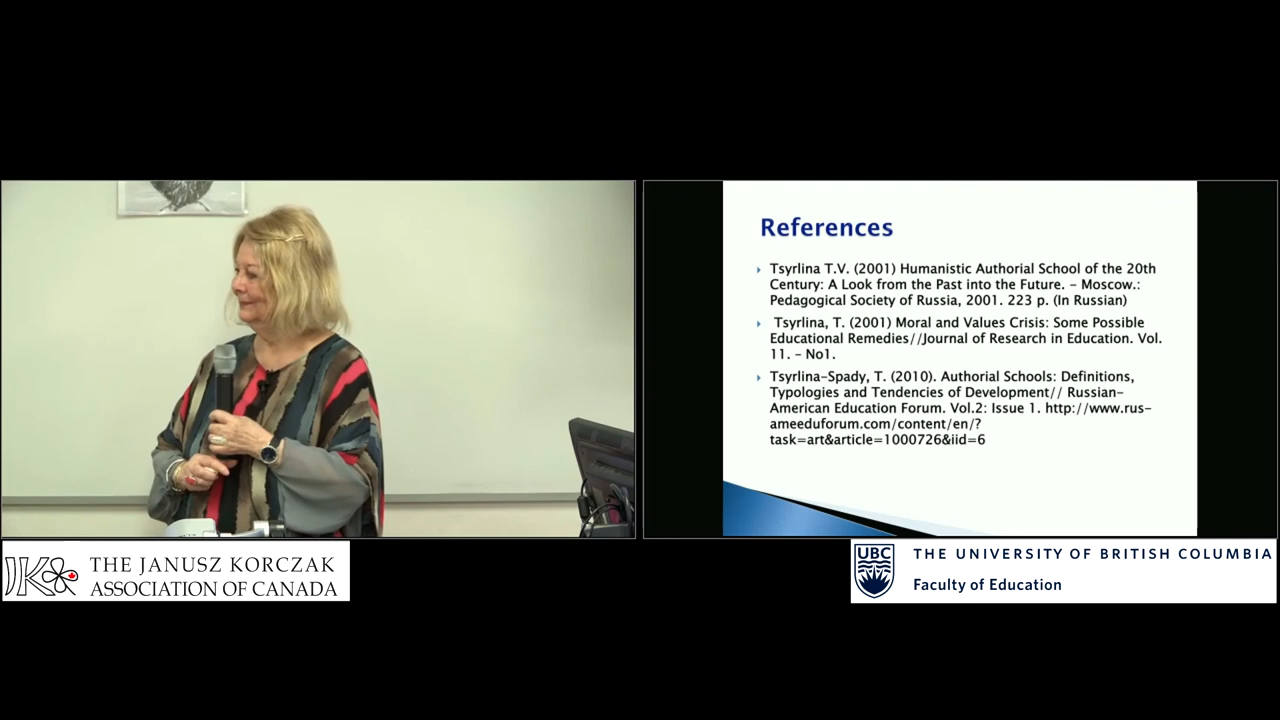 References
Tsyrlina T.V. (2001) Humanistic Authorial School of the 20th
Century: A Look from the Past into the Future. – Moscow.:
Pedagogical Society of Russia, 2001. 223 p. (In Russian)
Tsyrlina, T. (2001) Moral and Values Crisis: Some Possible
Educational Remedies//Journal of Research in Education. Vol.
11. – No1.
Tsyrlina-Spady, T. (2010). Authorial Schools: Definitions,
Typologies and Tendencies of Development// Russian-
American Education Forum. Vol.2: Issue 1. http://www.rus-
ameeduforum.com/content/en/?
task=art&article=1000726&iid=6
JK
THE JANUSZ KORCZAK
ASSOCIATION OF CANADA
UBC
THE UNIVERSITY OF BRITISH COLUMBIA
Faculty of Education